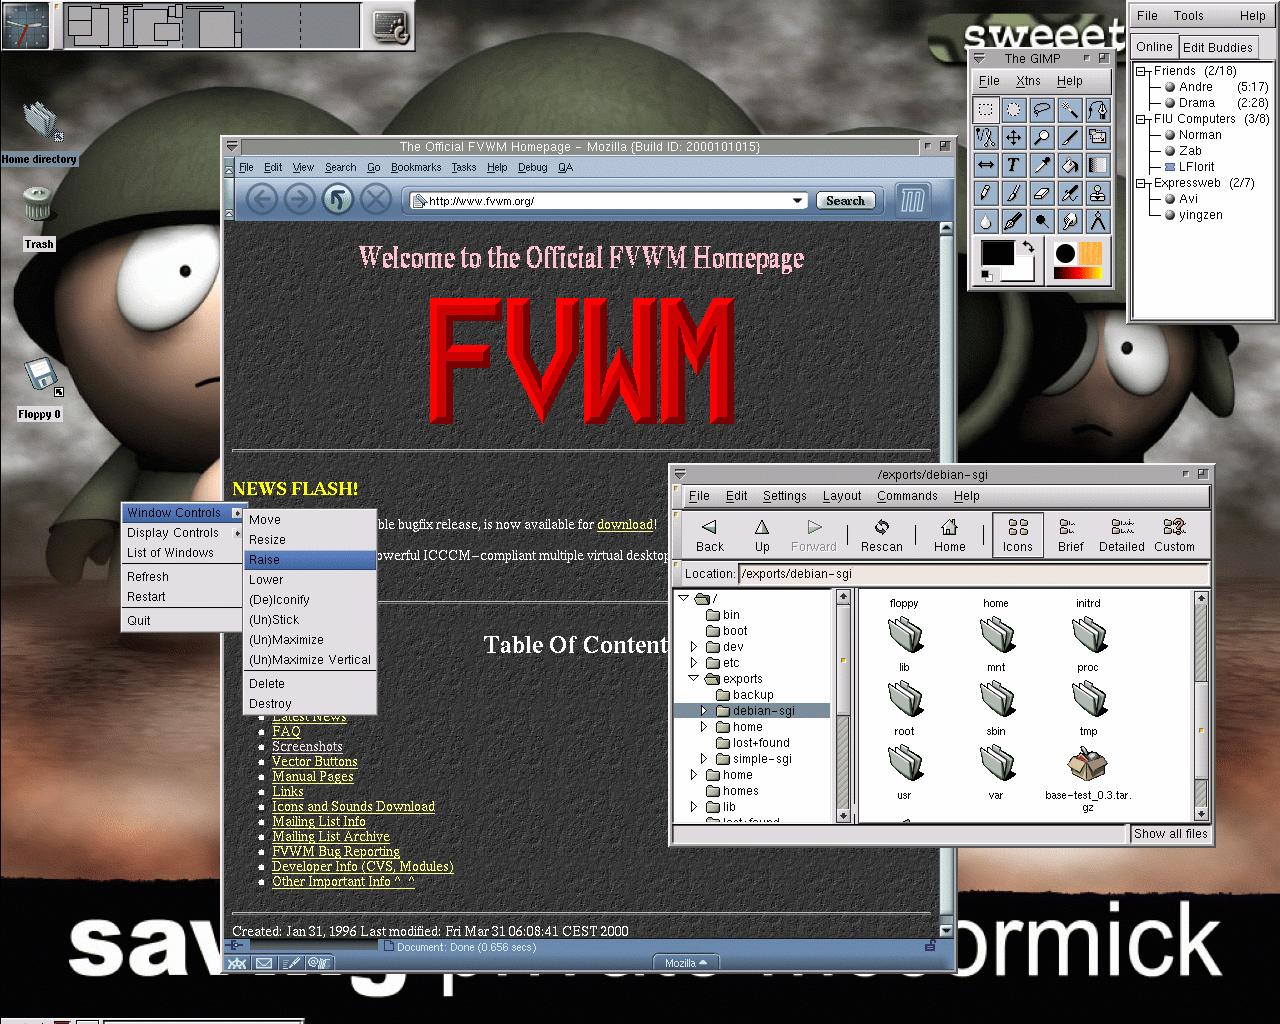 sweeet
File Tools Help
Online Edit Buddies
Friends (2/18)
Andre (5:17)
Drama (2:28)
FIU Computers (3/8)
Norman
Zab
LFlorit
Expressweb (2/7)
Avi
yingzen
The GIMP
File Xtns Help
Home directory
Trash
Floppy 0
The Official FVWM Homepage - Mozilla {Build ID: 2000101015}
File Edit View Search Go Bookmarks Tasks Help Debug QA
http://www.fvwm.org/
Search
Welcome to the Official FVWM Homepage
FVWM
NEWS FLASH!
ble bugfix release, is now available for download!
owerful ICCCM-compliant multiple virtual desktop
Table Of Content
Latest News
FAQ
Screenshots
Vector Buttons
Manual Pages
Links
Icons and Sounds Download
Mailing List Info
Mailing List Archive
FVWM Bug Reporting
Developer Info (CVS, Modules)
Other Important Info ^_^
Created: Jan 31, 1996 Last modified: Fri Mar 31 06:08:41 CEST 2000
Document: Done (0.656 secs)
Mozilla
Window Controls
Display Controls
List of Windows
Refresh
Restart
Quit
Move
Resize
Raise
Lower
(De)Iconify
(Un)Stick
(Un)Maximize
(Un)Maximize Vertical
Delete
Destroy
/exports/debian-sgi
File Edit Settings Layout Commands Help
Back Up Forward Rescan Home Icons Brief Detailed Custom
Location: /exports/debian-sgi
/
bin
boot
dev
etc
exports
backup
debian-sgi
home
lost+found
simple-sgi
home
homes
lib
lost+found
floppy home initrd
lib mnt proc
root sbin tmp
usr var base-test_0.3.tar.
gz
Show all files
ormick